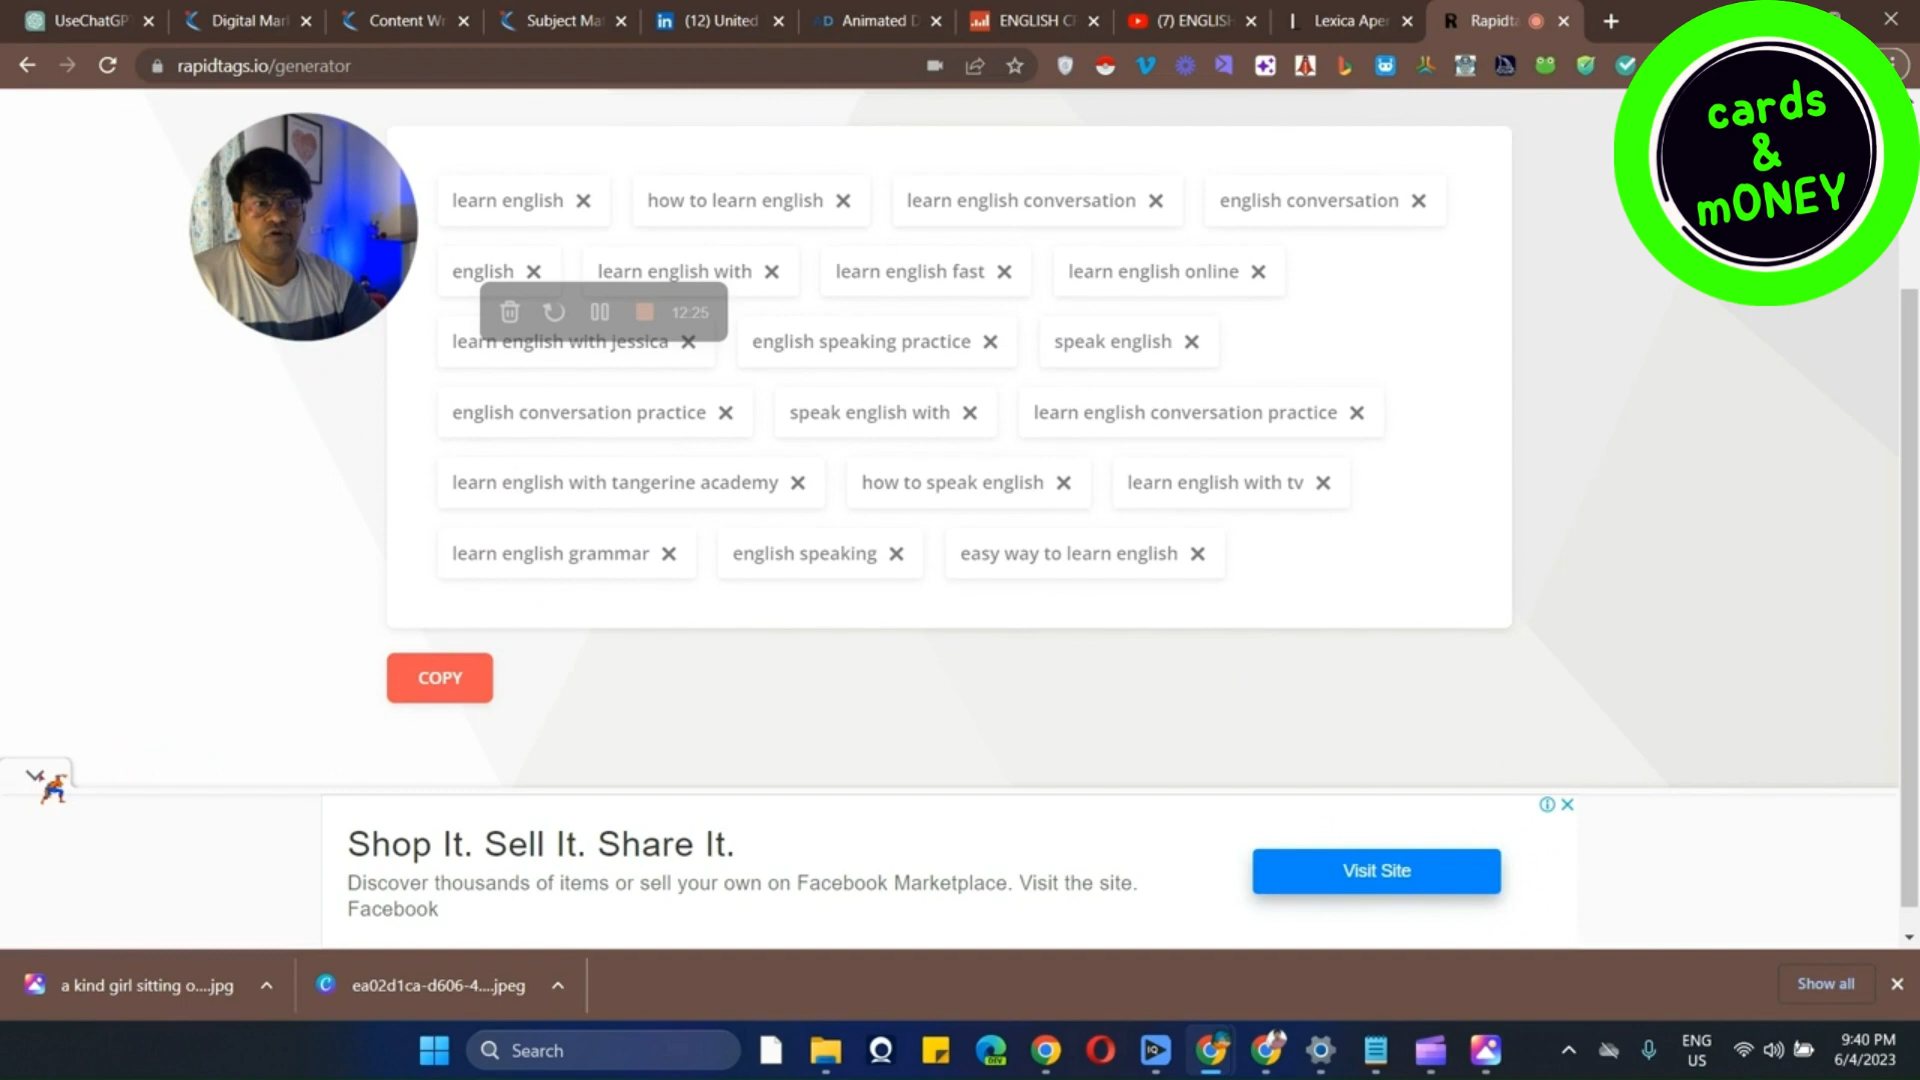 UseChatGP
Digital Mar
Content Wr
Subject Mat
(12) United
Animated D
ENGLISH C
(7) ENGLISH
Lexica Aper
Rapidta
rapidtags.io/generator
cards
&
mONEY
learn english
how to learn english
learn english conversation
english conversation
english
learn english with
learn english fast
learn english online
12:25
learn english with jessica
english speaking practice
speak english
english conversation practice
speak english with
learn english conversation practice
learn english with tangerine academy
how to speak english
learn english with tv
learn english grammar
english speaking
easy way to learn english
COPY
Shop It. Sell It. Share It.
Discover thousands of items or sell your own on Facebook Marketplace. Visit the site.
Facebook
Visit Site
a kind girl sitting o....jpg
ea02d1ca-d606-4....jpeg
Show all
Search
ENG
US
9:40 PM
6/4/2023